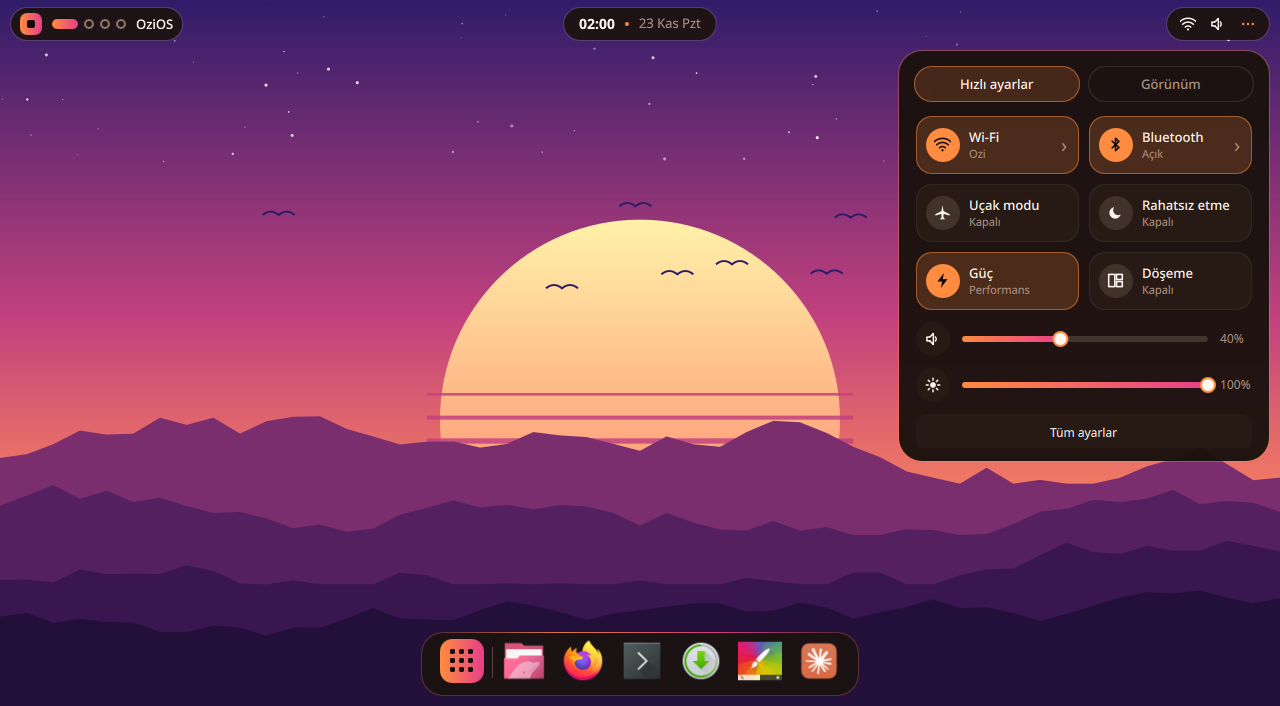 OziOS
02:00 • 23 Kas Pzt
Hızlı ayarlar
Görünüm
Wi-Fi
Ozi
Bluetooth
Açık
Uçak modu
Kapalı
Rahatsız etme
Kapalı
Güç
Performans
Döşeme
Kapalı
40%
100%
Tüm ayarlar